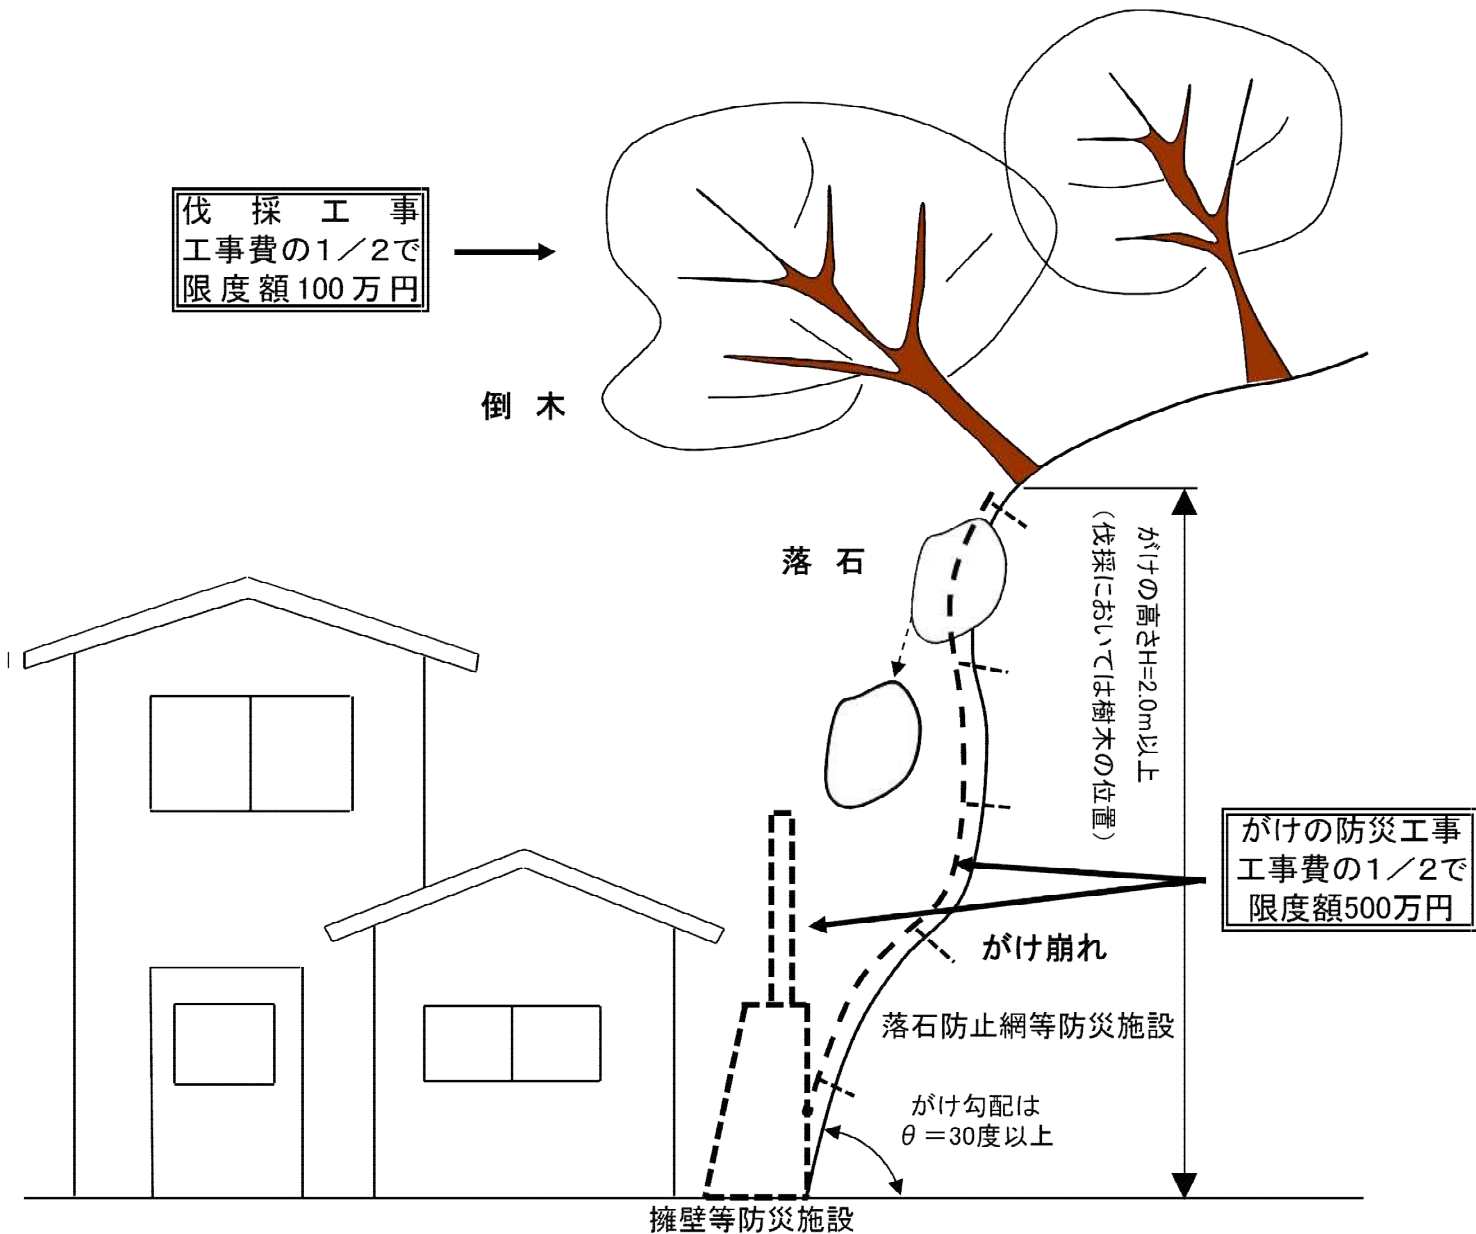 伐採工事
工事費の1／2で
限度額100万円
倒木
落石
がけの高さH=2.0m以上
（伐採においては樹木の位置）
がけの防災工事
工事費の1／2で
限度額500万円
がけ崩れ
落石防止網等防災施設
がけ勾配は
θ＝30度以上
擁壁等防災施設